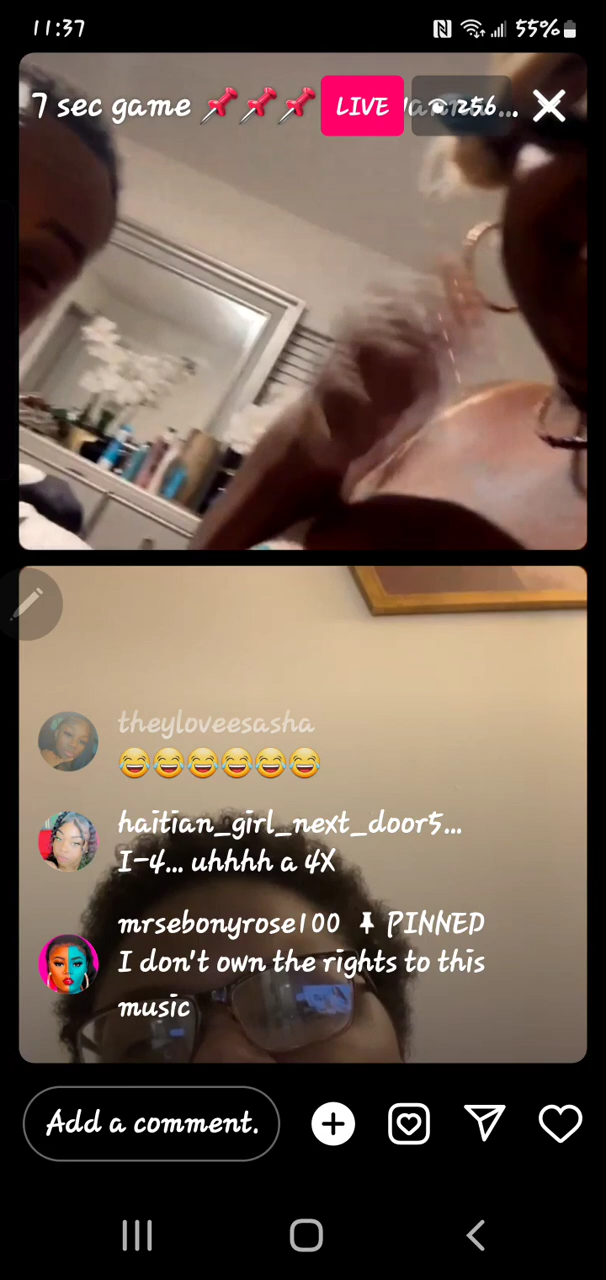 11:37
55%
7 sec game 📌📌📌
LIVE
256
theyloveesasha
😂😂😂😂😂😂
haitian_girl_next_door5...
I-4... uhhhh a 4X
mrsebonyrose100 📌 PINNED
I don't own the rights to this
music
Add a comment.